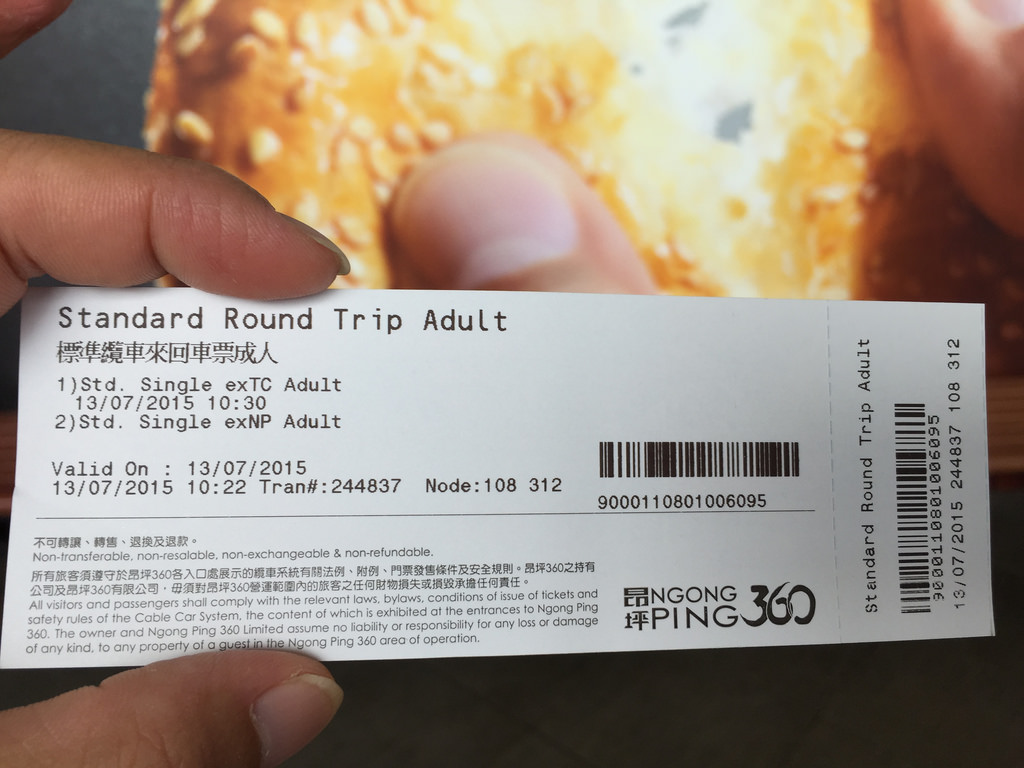 Standard Round Trip Adult
標準纜車來回車票成人
1)Std. Single exTC Adult
13/07/2015 10:30
2)Std. Single exNP Adult
Valid On : 13/07/2015
13/07/2015 10:22 Tran#:244837 Node:108 312
9000110801006095
不可轉讓、轉售、退換及退款。
Non-transferable, non-resalable, non-exchangeable & non-refundable.
所有旅客須遵守於昂坪360各入口處展示的纜車系統有關法例、附例、門票發售條件及安全規則。昂坪360之持有
公司及昂坪360有限公司，毋須對昂坪360營運範圍內的旅客之任何財物損失或損毀承擔任何責任。
All visitors and passengers shall comply with the relevant laws, bylaws, conditions of issue of tickets and
safety rules of the Cable Car System, the content of which is exhibited at the entrances to Ngong Ping
360. The owner and Ngong Ping 360 Limited assume no liability or responsibility for any loss or damage
of any kind, to any property of a guest in the Ngong Ping 360 area of operation.
昂坪 NGONG PING 360
Standard Round Trip Adult
9000110801006095
13/07/2015 244837 108 312